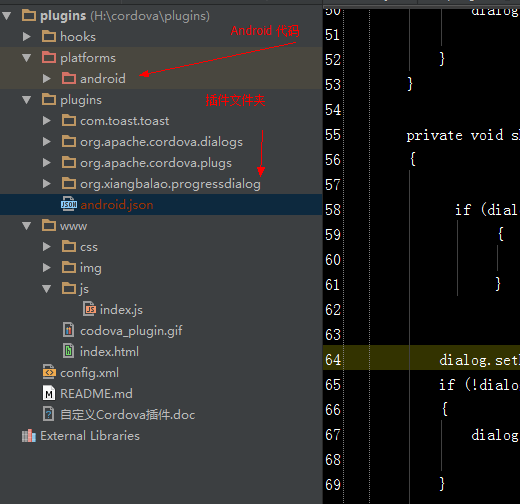 plugins (H:\cordova\plugins)
hooks
platforms
Android 代码
android
plugins
插件文件夹
com.toast.toast
org.apache.cordova.dialogs
org.apache.cordova.plugs
org.xiangbalao.progressdialog
android.json
www
css
img
js
index.js
codova_plugin.gif
index.html
config.xml
README.md
自定义Cordova插件.doc
External Libraries
50 dialog
51
52 }
53 }
54
55 private void s
56 {
57
58 if (dial
59 {
60
61 }
62
63
64 dialog.set
65 if (!dialo
66 {
67 dialog
68
69 }